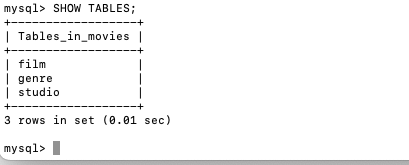 mysql> SHOW TABLES;
+------------------+
| Tables_in_movies |
+------------------+
| film             |
| genre            |
| studio           |
+------------------+
3 rows in set (0.01 sec)
mysql>